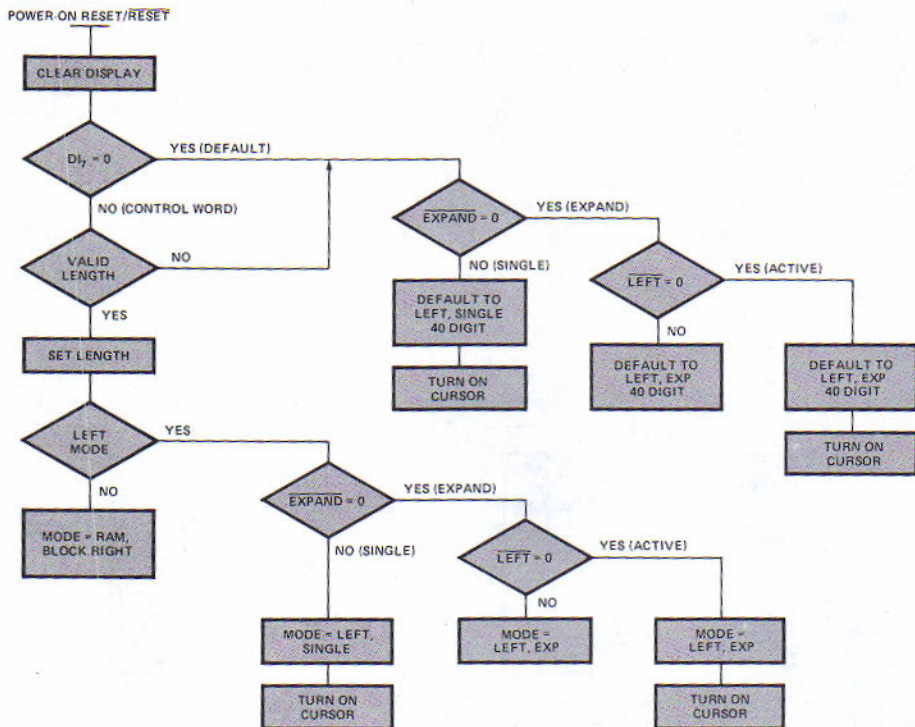 POWER-ON RESET/RESET
CLEAR DISPLAY
DI7 = 0
YES (DEFAULT)
NO (CONTROL WORD)
VALID
LENGTH
NO
YES
SET LENGTH
LEFT
MODE
YES
NO
MODE = RAM,
BLOCK RIGHT
EXPAND = 0
YES (EXPAND)
NO (SINGLE)
DEFAULT TO
LEFT, SINGLE
40 DIGIT
TURN ON
CURSOR
LEFT = 0
YES (ACTIVE)
NO
DEFAULT TO
LEFT, EXP
40 DIGIT
DEFAULT TO
LEFT, EXP
40 DIGIT
TURN ON
CURSOR
EXPAND = 0
YES (EXPAND)
NO (SINGLE)
MODE = LEFT,
SINGLE
TURN ON
CURSOR
LEFT = 0
YES (ACTIVE)
NO
MODE =
LEFT, EXP
MODE =
LEFT, EXP
TURN ON
CURSOR